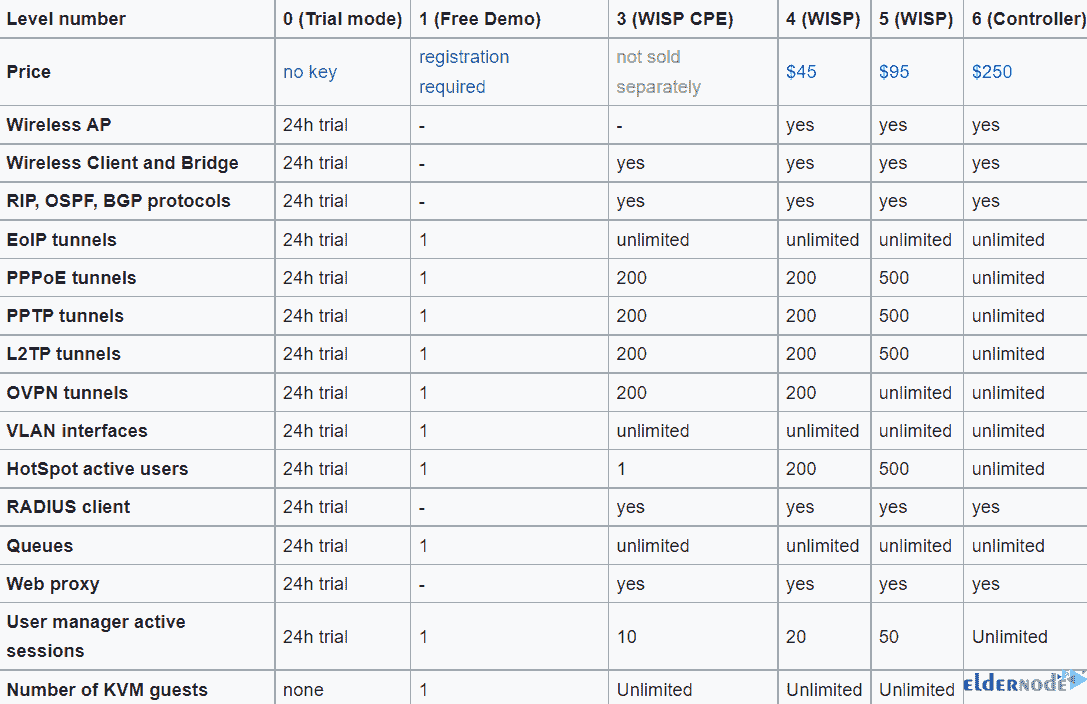 Level number 0 (Trial mode) 1 (Free Demo) 3 (WISP CPE) 4 (WISP) 5 (WISP) 6 (Controller)
Price no key registration required not sold separately $45 $95 $250
Wireless AP 24h trial - - yes yes yes
Wireless Client and Bridge 24h trial - yes yes yes yes
RIP, OSPF, BGP protocols 24h trial - yes yes yes yes
EoIP tunnels 24h trial 1 unlimited unlimited unlimited unlimited
PPPoE tunnels 24h trial 1 200 200 500 unlimited
PPTP tunnels 24h trial 1 200 200 500 unlimited
L2TP tunnels 24h trial 1 200 200 500 unlimited
OVPN tunnels 24h trial 1 200 200 unlimited unlimited
VLAN interfaces 24h trial 1 unlimited unlimited unlimited unlimited
HotSpot active users 24h trial 1 1 200 500 unlimited
RADIUS client 24h trial - yes yes yes yes
Queues 24h trial 1 unlimited unlimited unlimited unlimited
Web proxy 24h trial - yes yes yes yes
User manager active sessions 24h trial 1 10 20 50 Unlimited
Number of KVM guests none 1 Unlimited Unlimited Unlimited
eldernode